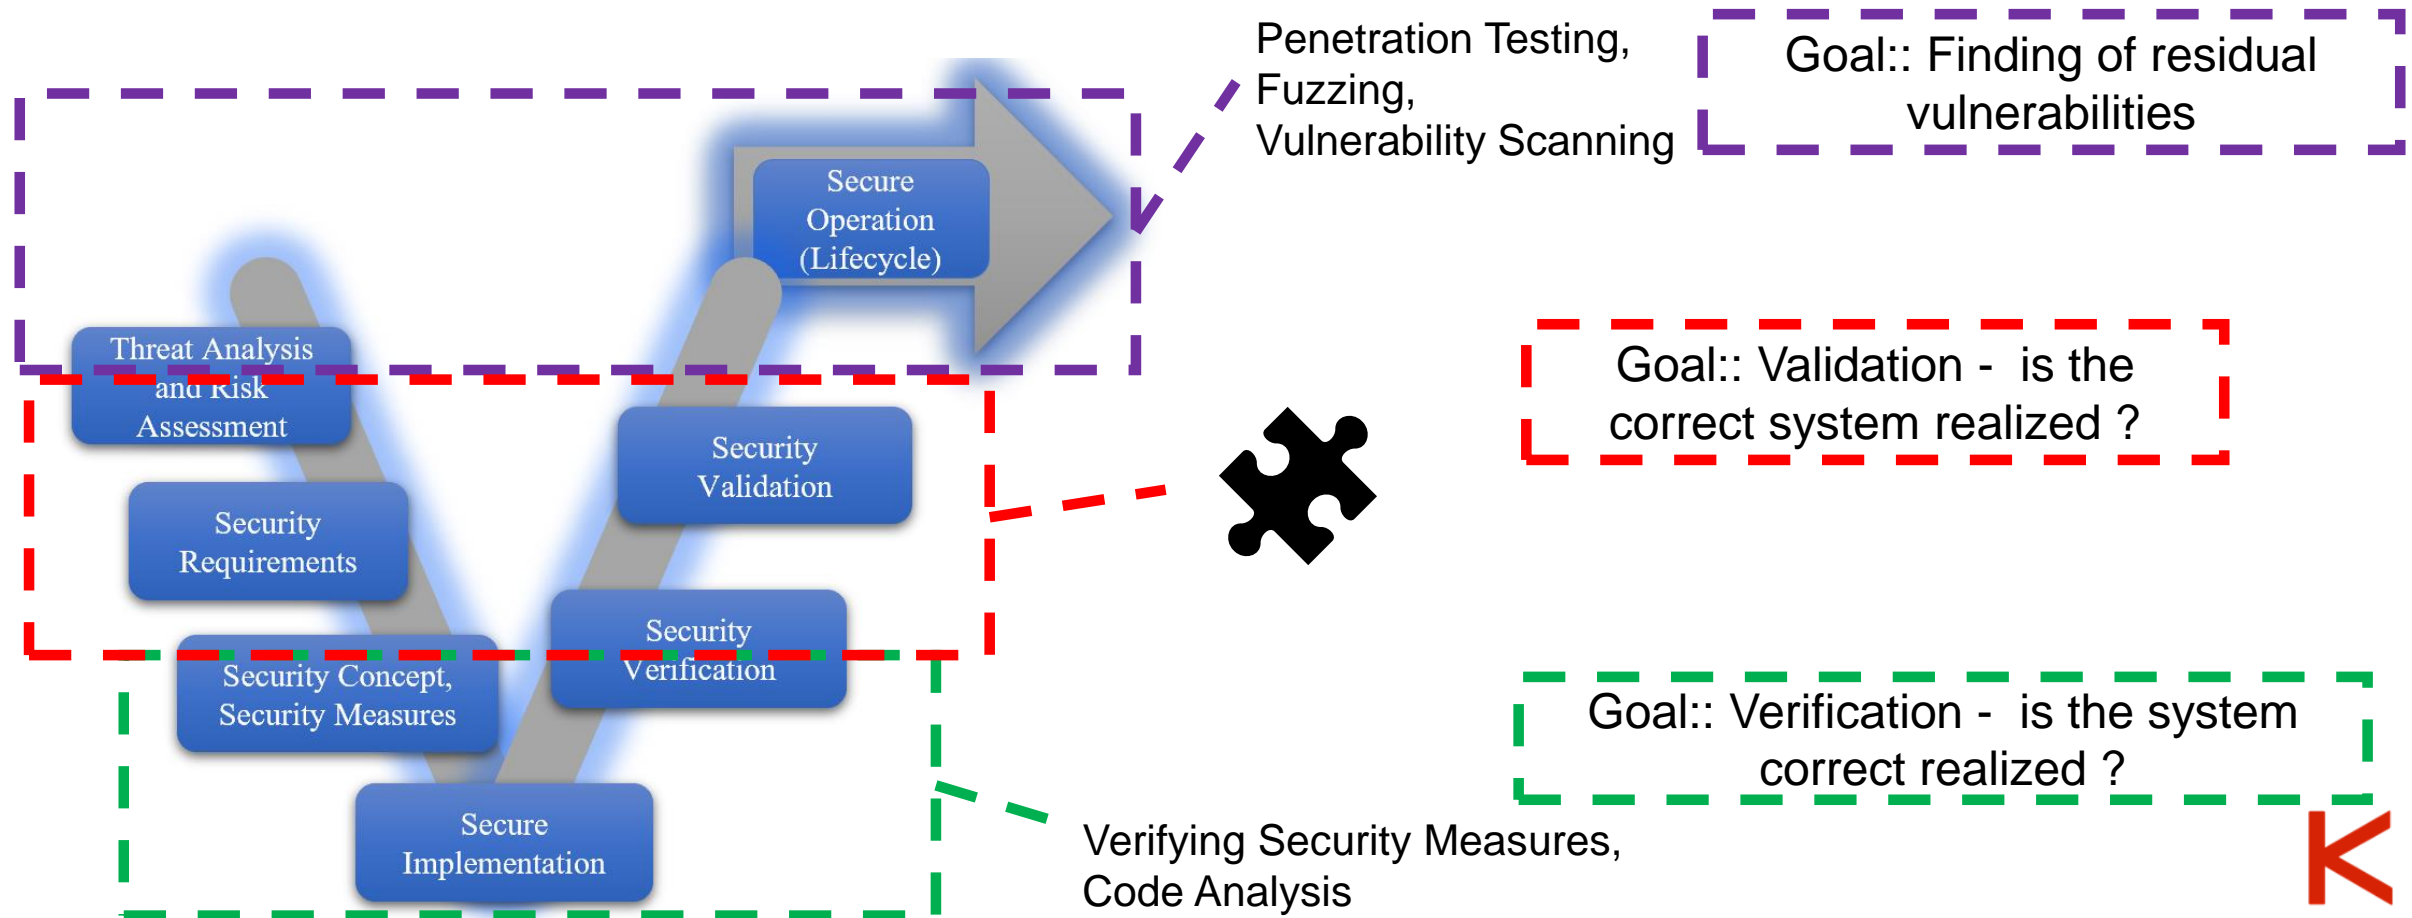 Penetration Testing,
Fuzzing,
Vulnerability Scanning
Goal:: Finding of residual
vulnerabilities
Secure
Operation
(Lifecycle)
Threat Analysis
and Risk
Assessment
Security
Validation
Goal:: Validation -  is the
correct system realized ?
Security
Requirements
Security
Verification
Security Concept,
Security Measures
Goal:: Verification -  is the system
correct realized ?
Secure
Implementation
Verifying Security Measures,
Code Analysis
K